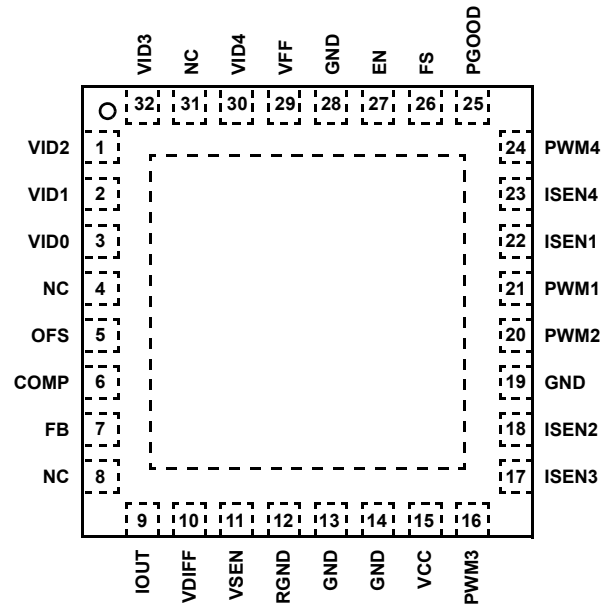 VID3 NC VID4 VFF GND EN FS PGOOD
32 31 30 29 28 27 26 25
VID2 1 24 PWM4
VID1 2 23 ISEN4
VID0 3 22 ISEN1
NC 4 21 PWM1
OFS 5 20 PWM2
COMP 6 19 GND
FB 7 18 ISEN2
NC 8 17 ISEN3
9 10 11 12 13 14 15 16
IOUT VDIFF VSEN RGND GND GND VCC PWM3